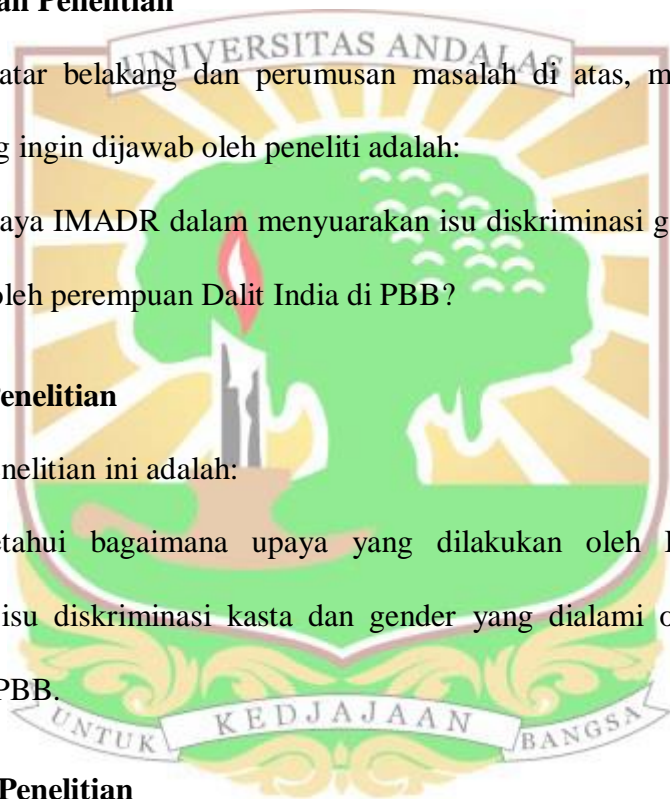 an Penelitian
UNIVERSITAS ANDALAS
atar belakang dan perumusan masalah di atas, m
g ingin dijawab oleh peneliti adalah:
aya IMADR dalam menyuarakan isu diskriminasi g
oleh perempuan Dalit India di PBB?
Penelitian
nelitian ini adalah:
etahui bagaimana upaya yang dilakukan oleh I
isu diskriminasi kasta dan gender yang dialami o
PBB.
UNTUK KEDJAJAAN BANGSA
Penelitian